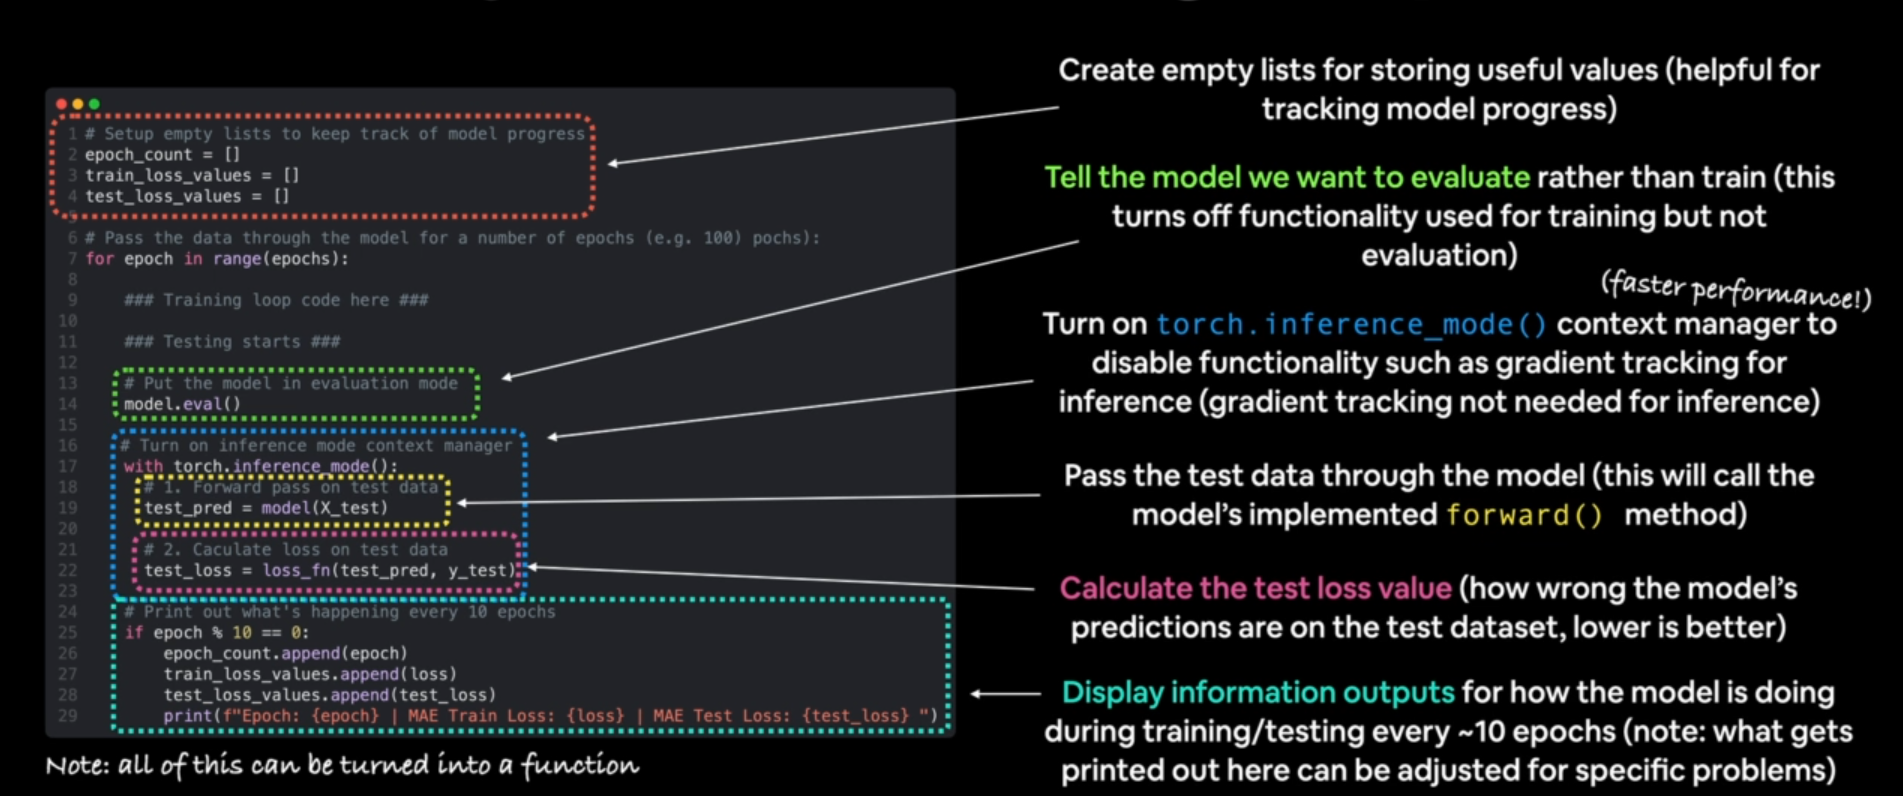 1 # Setup empty lists to keep track of model progress
2 epoch_count = []
3 train_loss_values = []
4 test_loss_values = []
5
6 # Pass the data through the model for a number of epochs (e.g. 100) pochs):
7 for epoch in range(epochs):
8
9     ### Training loop code here ###
10
11     ### Testing starts ###
12
13     # Put the model in evaluation mode
14     model.eval()
15
16     # Turn on inference mode context manager
17     with torch.inference_mode():
18       # 1. Forward pass on test data
19       test_pred = model(X_test)
20
21       # 2. Caculate loss on test data
22       test_loss = loss_fn(test_pred, y_test)
23
24     # Print out what's happening every 10 epochs
25     if epoch % 10 == 0:
26         epoch_count.append(epoch)
27         train_loss_values.append(loss)
28         test_loss_values.append(test_loss)
29         print(f"Epoch: {epoch} | MAE Train Loss: {loss} | MAE Test Loss: {test_loss} ")
Note: all of this can be turned into a function
Create empty lists for storing useful values (helpful for
tracking model progress)
Tell the model we want to evaluate rather than train (this
turns off functionality used for training but not
evaluation)
(faster performance!)
Turn on torch.inference_mode() context manager to
disable functionality such as gradient tracking for
inference (gradient tracking not needed for inference)
Pass the test data through the model (this will call the
model's implemented forward() method)
Calculate the test loss value (how wrong the model's
predictions are on the test dataset, lower is better)
Display information outputs for how the model is doing
during training/testing every ~10 epochs (note: what gets
printed out here can be adjusted for specific problems)